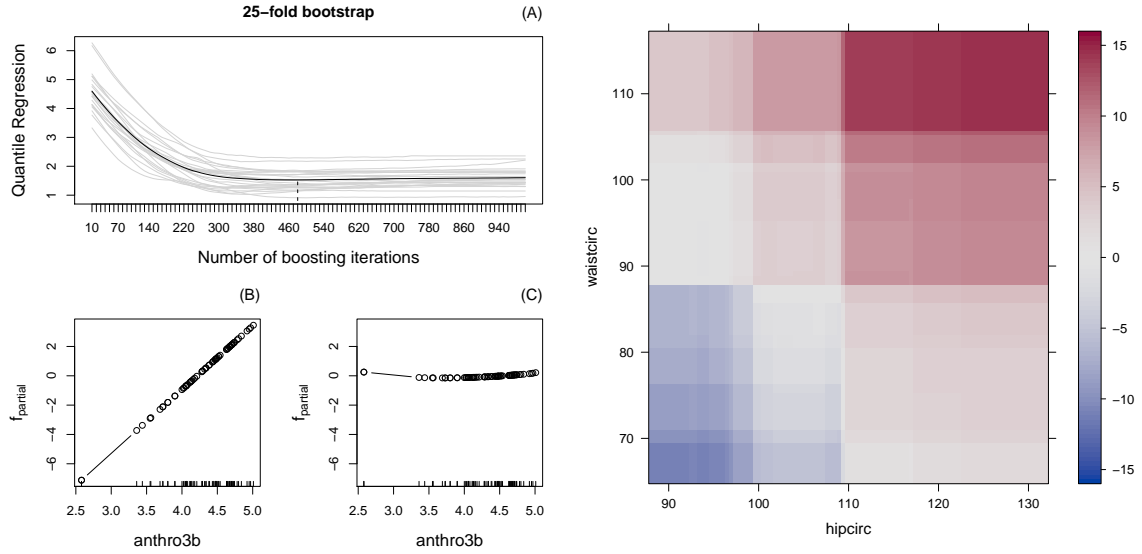 25−fold bootstrap
(A)
Quantile Regression
6
5
4
3
2
1
10 70 140 220 300 380 460 540 620 700 780 860 940
Number of boosting iterations
(B)
f_partial
2
0
−2
−4
−6
2.5 3.0 3.5 4.0 4.5 5.0
anthro3b
(C)
f_partial
2
0
−2
−4
−6
2.5 3.0 3.5 4.0 4.5 5.0
anthro3b
waistcirc
110
100
90
80
70
90 100 110 120 130
hipcirc
15
10
5
0
−5
−10
−15